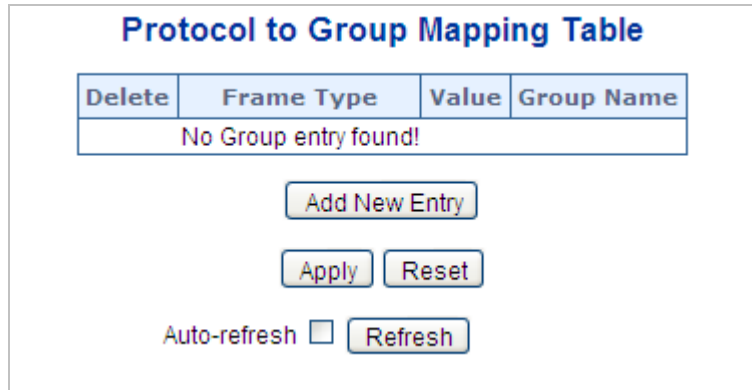 Protocol to Group Mapping Table
Delete Frame Type Value Group Name
No Group entry found!
Add New Entry
Apply Reset
Auto-refresh Refresh